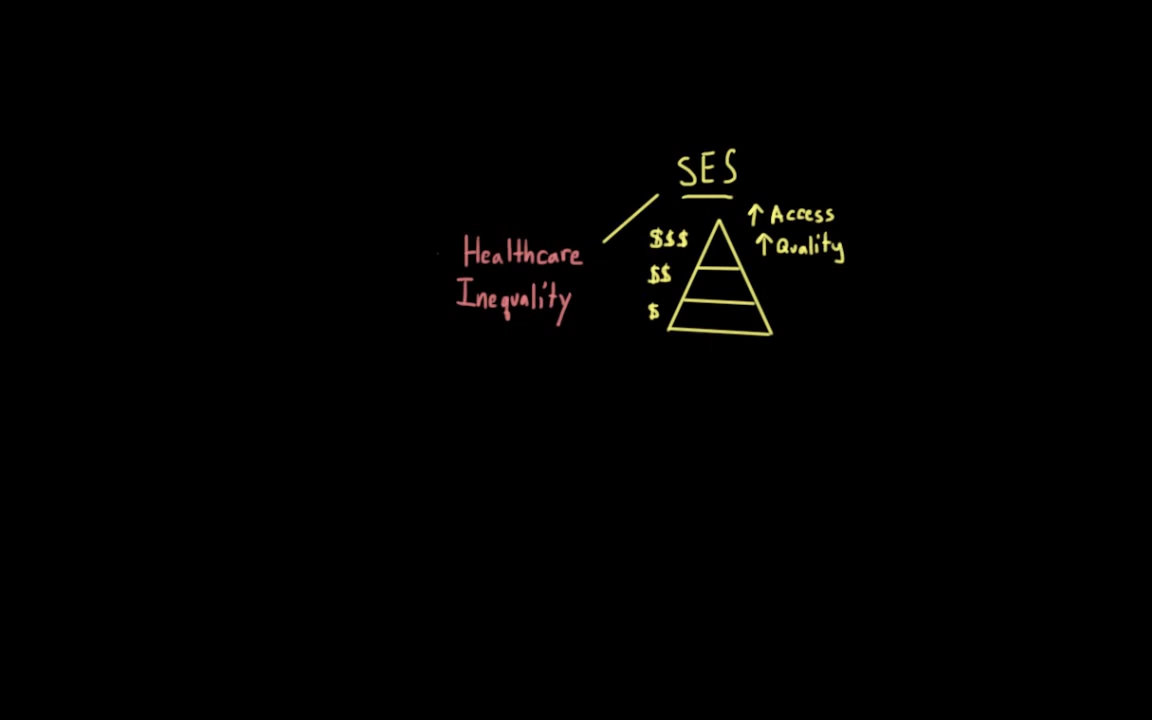 SES
↑ Access
↑ Quality
Healthcare
Inequality
$$$
$$
$